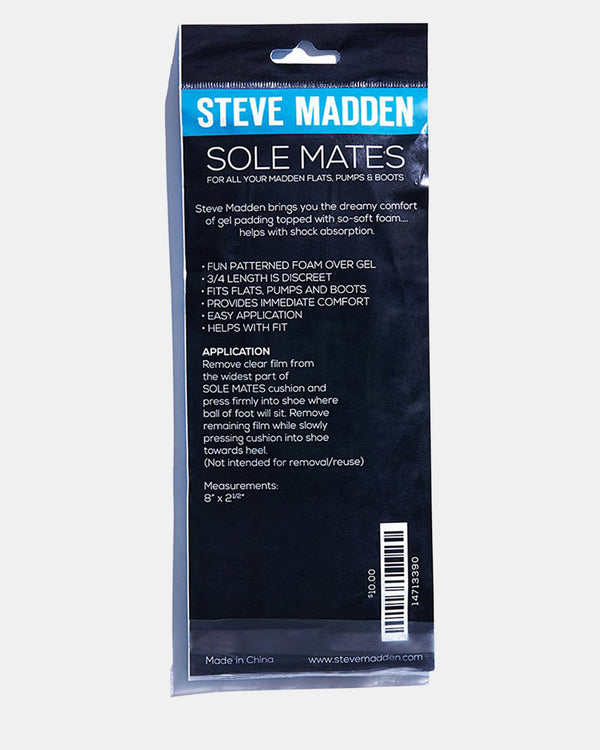 STEVE MADDEN
SOLE MATES
FOR ALL YOUR MADDEN FLATS, PUMPS & BOOTS
Steve Madden brings you the dreamy comfort
of gel padding topped with so-soft foam....
helps with shock absorption.
• FUN PATTERNED FOAM OVER GEL
• 3/4 LENGTH IS DISCREET
• FITS FLATS, PUMPS AND BOOTS
• PROVIDES IMMEDIATE COMFORT
• EASY APPLICATION
• HELPS WITH FIT
APPLICATION
Remove clear film from
the widest part of
SOLE MATES cushion and
press firmly into shoe where
ball of foot will sit. Remove
remaining film while slowly
pressing cushion into shoe
towards heel.
(Not intended for removal/reuse)
Measurements:
8" x 2 1/2"
$10.00
14713390
Made in China
www.stevemadden.com